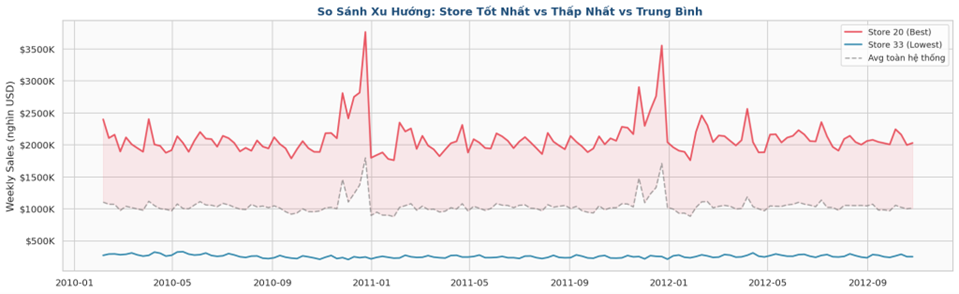 So Sánh Xu Hướng: Store Tốt Nhất vs Thấp Nhất vs Trung Bình
Store 20 (Best)
Store 33 (Lowest)
Avg toàn hệ thống
Weekly Sales (nghìn USD)
$3500K
$3000K
$2500K
$2000K
$1500K
$1000K
$500K
2010-01 2010-05 2010-09 2011-01 2011-05 2011-09 2012-01 2012-05 2012-09